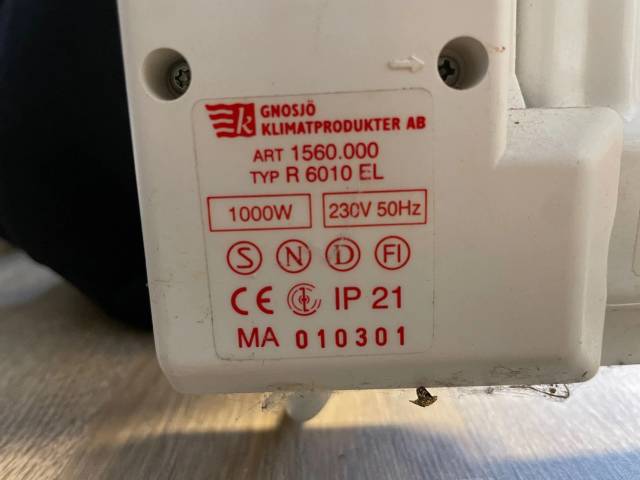 k GNOSJÖ
KLIMATPRODUKTER AB
ART 1560.000
TYP R 6010 EL
1000W 230V 50Hz
S N D FI
CE IP 21
MA 010301